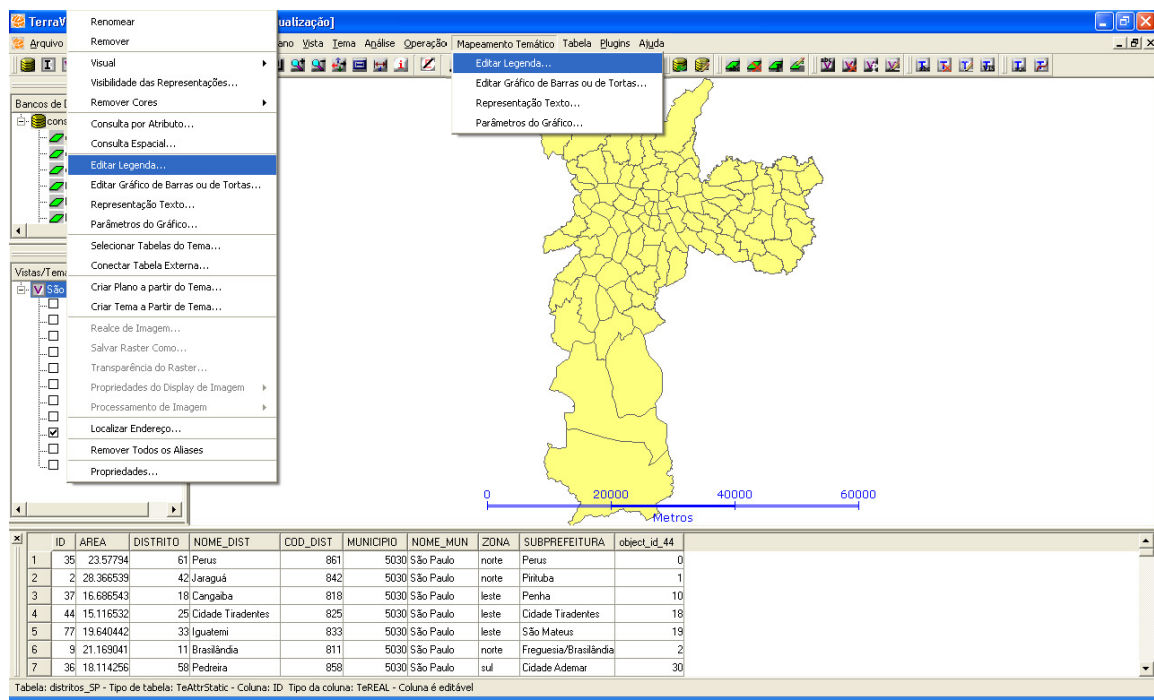 TerraV
ualização]
Arquivo
ano Vista Tema Análise Operação Mapeamento Temático Tabela Plugins Ajuda
Renomear
Remover
Visual
Visibilidade das Representações...
Remover Cores
Consulta por Atributo...
Consulta Espacial...
Editar Legenda...
Editar Gráfico de Barras ou de Tortas...
Representação Texto...
Parâmetros do Gráfico...
Selecionar Tabelas do Tema...
Conectar Tabela Externa...
Criar Plano a partir do Tema...
Criar Tema a Partir de Tema...
Realce de Imagem...
Salvar Raster Como...
Transparência do Raster...
Propriedades do Display de Imagem
Processamento de Imagem
Localizar Endereço...
Remover Todos os Aliases
Propriedades...
Editar Legenda...
Editar Gráfico de Barras ou de Tortas...
Representação Texto...
Parâmetros do Gráfico...
Bancos de D
cons
Vistas/Tema
São
0 20000 40000 60000
Metros
ID AREA DISTRITO NOME_DIST COD_DIST MUNICIPIO NOME_MUN ZONA SUBPREFEITURA object_id_44
1 35 23.57794 61 Perus 861 5030 São Paulo norte Perus 0
2 2 28.366539 42 Jaraguá 842 5030 São Paulo norte Pirituba 1
3 37 16.686543 18 Cangaiba 818 5030 São Paulo leste Penha 10
4 44 15.116532 25 Cidade Tiradentes 825 5030 São Paulo leste Cidade Tiradentes 18
5 77 19.640442 33 Iguatemi 833 5030 São Paulo leste São Mateus 19
6 9 21.169041 11 Brasilândia 811 5030 São Paulo norte Freguesia/Brasilândia 2
7 36 18.114256 58 Pedreira 858 5030 São Paulo sul Cidade Ademar 30
Tabela: distritos_SP - Tipo de tabela: TeAttrStatic - Coluna: ID Tipo da coluna: TeREAL - Coluna é editável